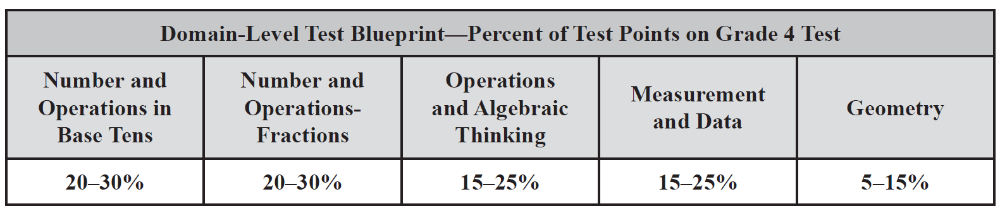 Domain-Level Test Blueprint—Percent of Test Points on Grade 4 Test
Number and
Operations in
Base Tens
Number and
Operations-
Fractions
Operations
and Algebraic
Thinking
Measurement
and Data
Geometry
20–30%
20–30%
15–25%
15–25%
5–15%